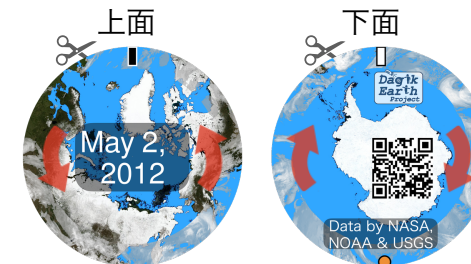 上面
下面
May 2,
2012
Dagik
Earth
Project
Data by NASA,
NOAA & USGS